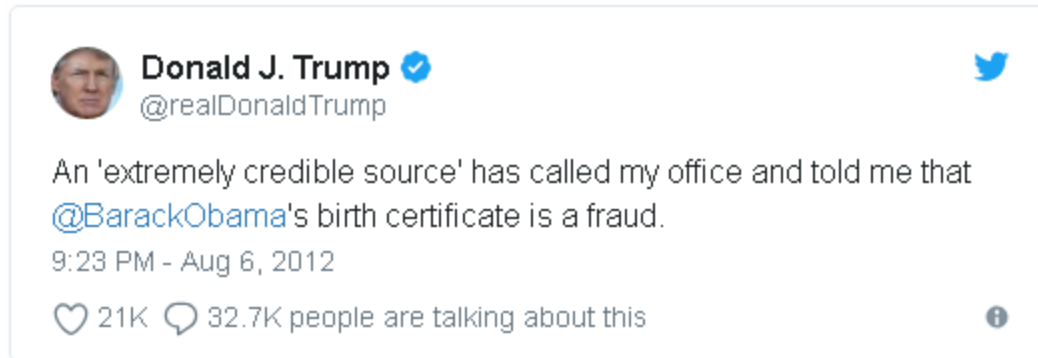 Donald J. Trump
@realDonaldTrump
An 'extremely credible source' has called my office and told me that
@BarackObama's birth certificate is a fraud.
9:23 PM - Aug 6, 2012
21K 32.7K people are talking about this